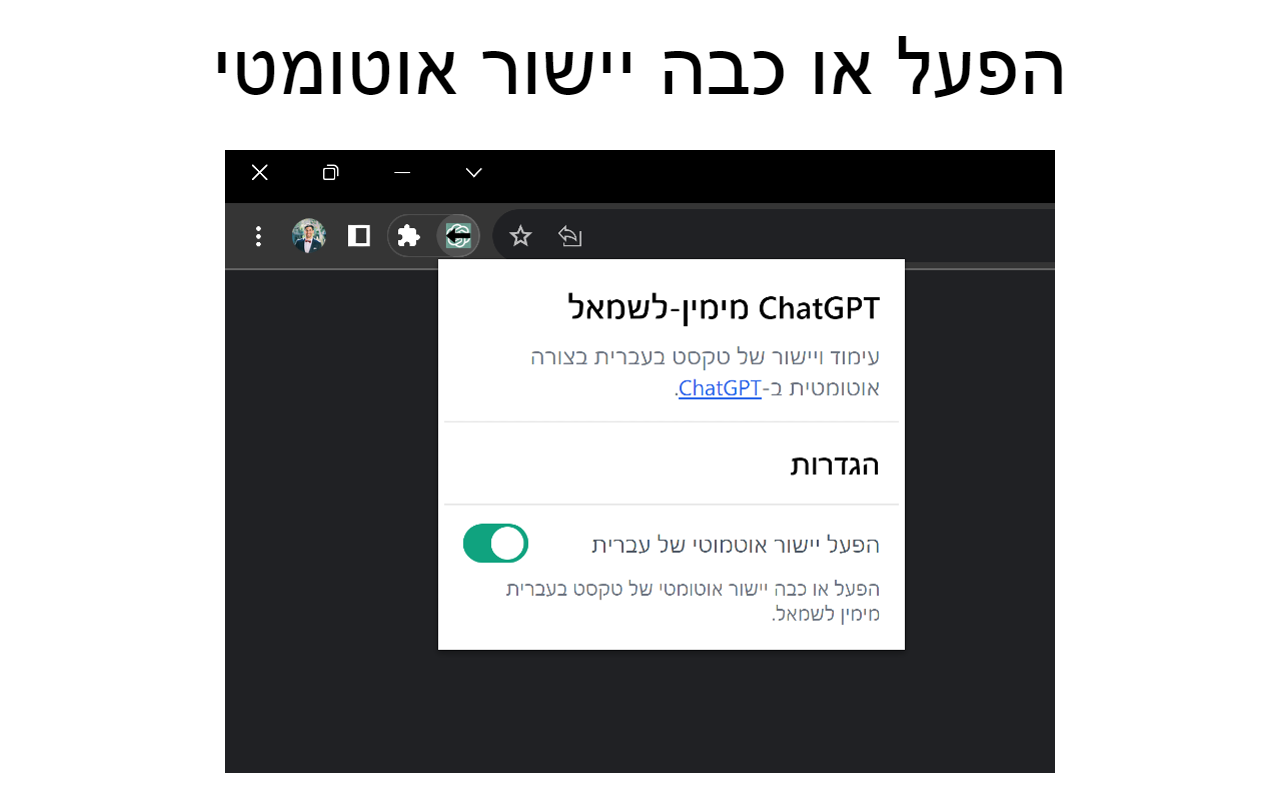 הפעל או כבה יישור אוטומטי
ChatGPT מימין-לשמאל
עימוד ויישור של טקסט בעברית בצורה
אוטומטית ב-ChatGPT.
הגדרות
הפעל יישור אוטמוטי של עברית
הפעל או כבה יישור אוטומטי של טקסט בעברית
מימין לשמאל.